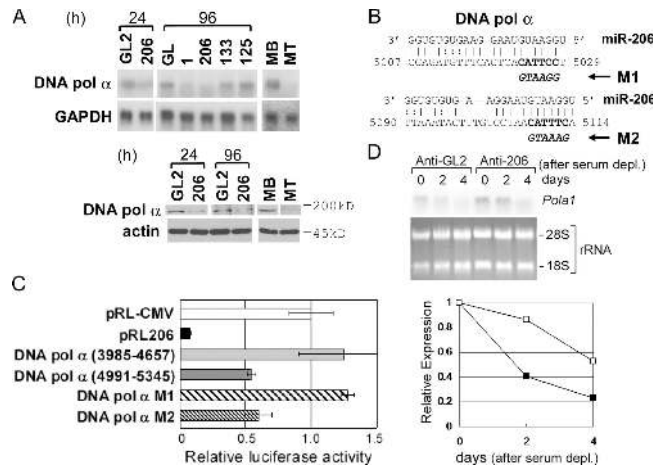 A
(h) 24 96
GL2 206 GL 1 206 133 125 MB MT
DNA pol α
GAPDH
(h) 24 96
GL2 206 GL2 206 MB MT
DNA pol α -200kD
actin -45kD
B
DNA pol α
miR-206
5029
GTAAGG M1
miR-206
5090 5114
GTAAAG M2
D
Anti-GL2 Anti-206 (after serum depl.)
0 2 4 0 2 4 days
Pola1
-28S
-18S
rRNA
C
pRL-CMV
pRL206
DNA pol α (3985-4657)
DNA pol α (4991-5345)
DNA pol α M1
DNA pol α M2
0 0.5 1.0 1.5
Relative luciferase activity
Relative Expression
1
0.8
0.6
0.4
0.2
0
0 2 4
days (after serum depl.)